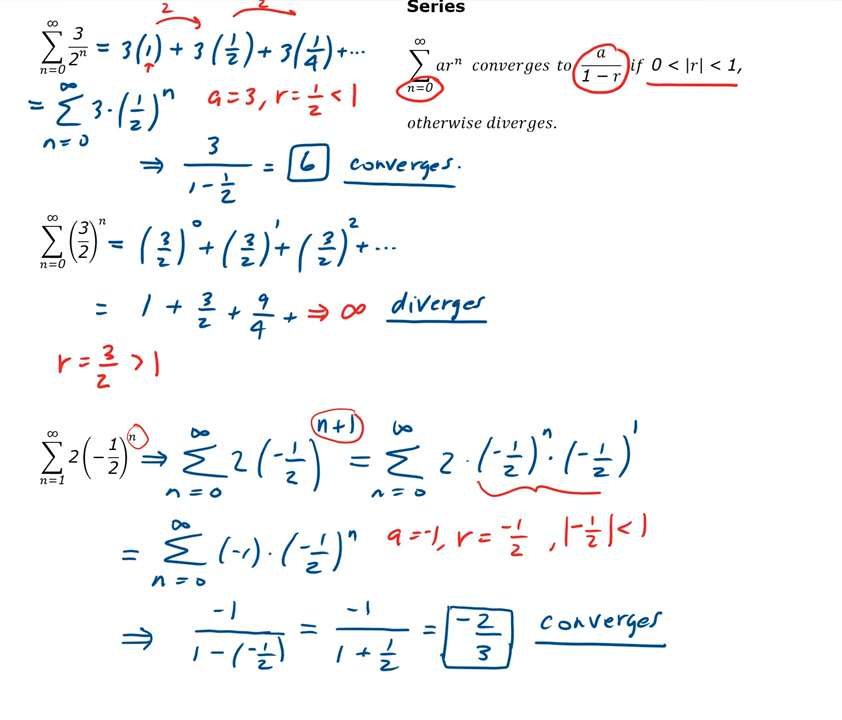 Series
∑_{n=0}^{∞} 3/2ⁿ = 3(1) + 3(1/2) + 3(1/4) + ...
2 2
∑_{n=0}^{∞} arⁿ converges to a/(1 − r) if 0 < |r| < 1,
otherwise diverges.
= ∑_{n=0}^{∞} 3·(1/2)ⁿ a = 3, r = 1/2 < 1
⇒ 3/(1 − 1/2) = 6 converges.
∑_{n=0}^{∞} (3/2)ⁿ = (3/2)⁰ + (3/2)¹ + (3/2)² + ...
= 1 + 3/2 + 9/4 + ⇒ ∞ diverges
r = 3/2 > 1
∑_{n=1}^{∞} 2(−1/2)ⁿ ⇒ ∑_{n=0}^{∞} 2(−1/2)^{n+1} = ∑_{n=0}^{∞} 2·(−1/2)ⁿ·(−1/2)¹
= ∑_{n=0}^{∞} (−1)·(−1/2)ⁿ a = −1, r = −1/2, |−1/2| < 1
⇒ −1/(1 − (−1/2)) = −1/(1 + 1/2) = −2/3 converges